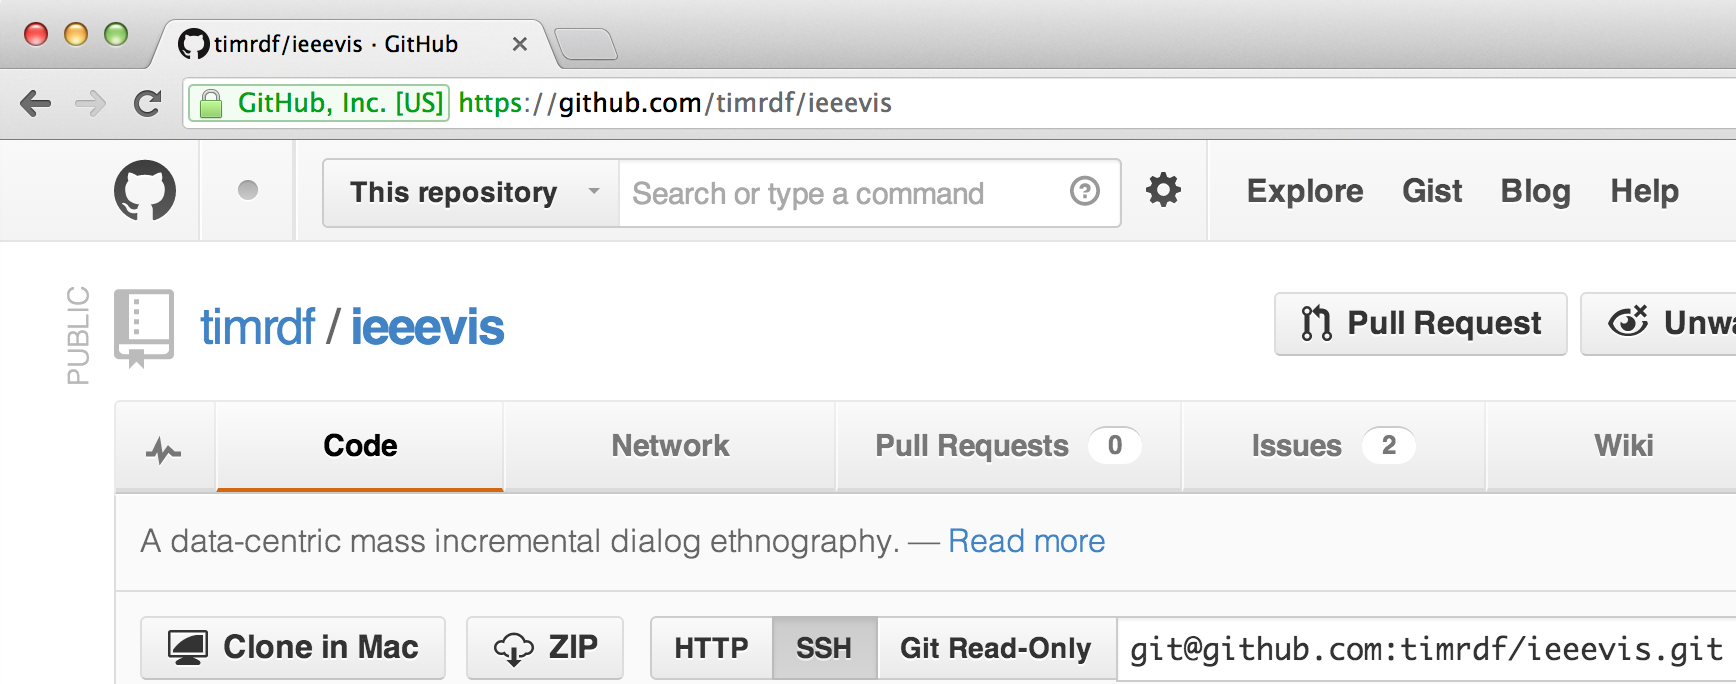 timrdf/ieeevis · GitHub
GitHub, Inc. [US] https://github.com/timrdf/ieeevis
This repository Search or type a command Explore Gist Blog Help
PUBLIC
timrdf / ieeevis Pull Request Unwa
Code Network Pull Requests 0 Issues 2 Wiki
A data-centric mass incremental dialog ethnography. — Read more
Clone in Mac ZIP HTTP SSH Git Read-Only git@github.com:timrdf/ieeevis.git